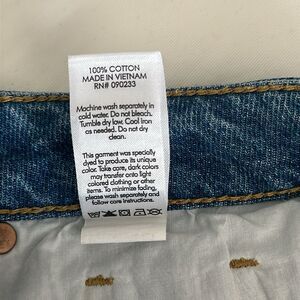 100% COTTON
MADE IN VIETNAM
RN# 090233
Machine wash separately in
cold water. Do not bleach.
Tumble dry low. Cool iron
as needed. Do not dry
clean.
This garment was specially
dyed to produce its unique
color. Take care, dark colors
may transfer onto light
colored clothing or other
items. To minimize fading,
please wash separately and
follow care instructions.